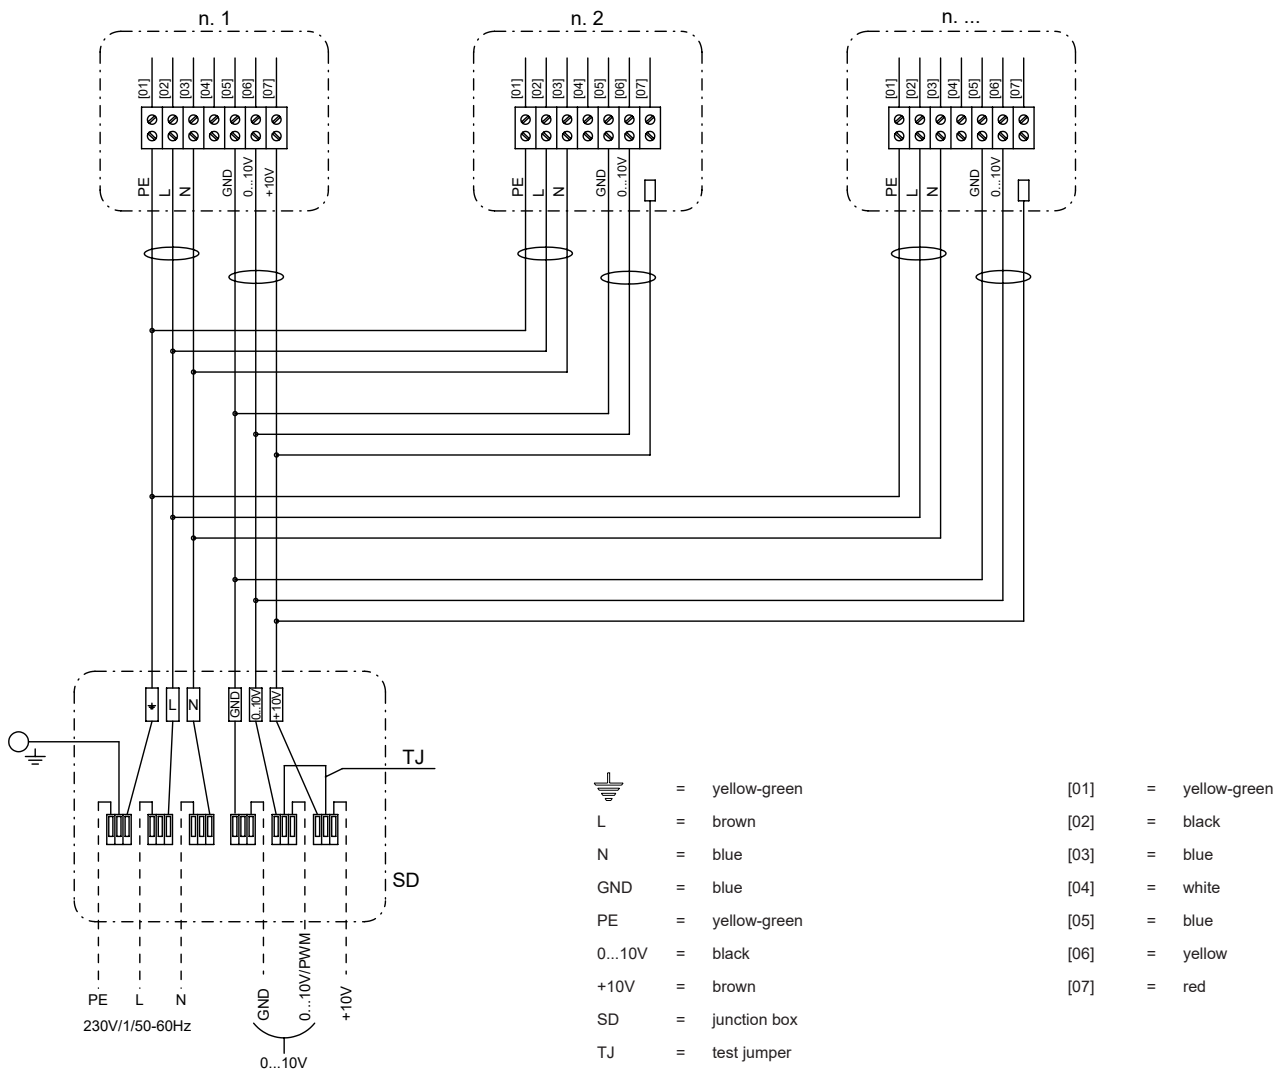 n. 1
n. 2
n. ...
[01] [02] [03] [04] [05] [06] [07]
[01] [02] [03] [04] [05] [06] [07]
[01] [02] [03] [04] [05] [06] [07]
PE L N GND 0...10V +10V
PE L N GND 0...10V
PE L N GND 0...10V
L N GND 0...10V +10V
TJ
SD
PE L N GND 0...10V/PWM +10V
230V/1/50-60Hz
0...10V
= yellow-green
L = brown
N = blue
GND = blue
PE = yellow-green
0...10V = black
+10V = brown
SD = junction box
TJ = test jumper
[01] = yellow-green
[02] = black
[03] = blue
[04] = white
[05] = blue
[06] = yellow
[07] = red